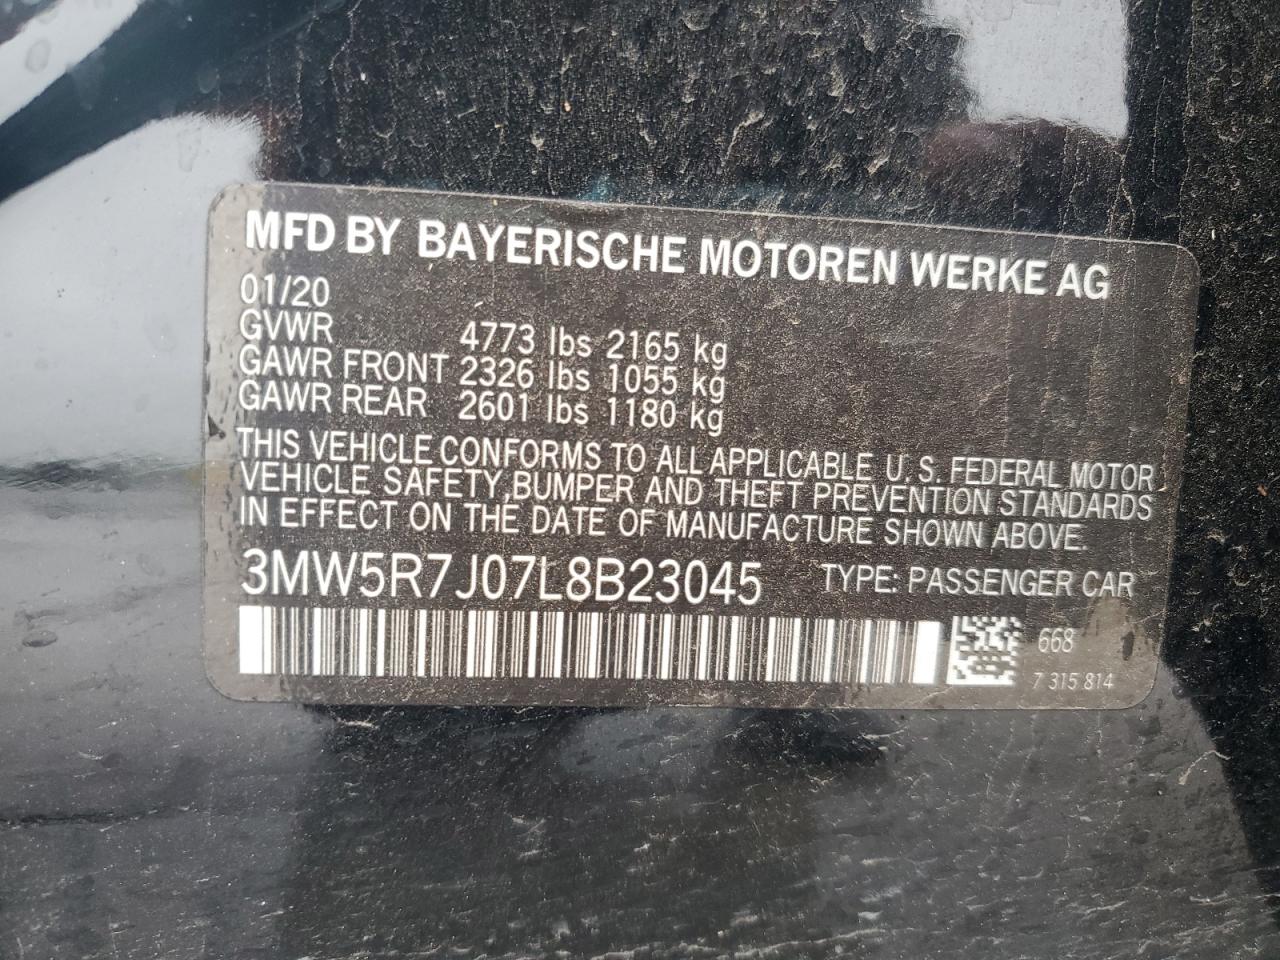 MFD BY BAYERISCHE MOTOREN WERKE AG
01/20
GVWR 4773 lbs 2165 kg
GAWR FRONT 2326 lbs 1055 kg
GAWR REAR 2601 lbs 1180 kg
THIS VEHICLE CONFORMS TO ALL APPLICABLE U.S. FEDERAL MOTOR
VEHICLE SAFETY, BUMPER AND THEFT PREVENTION STANDARDS
IN EFFECT ON THE DATE OF MANUFACTURE SHOWN ABOVE.
3MW5R7J07L8B23045 TYPE: PASSENGER CAR
668
7 315 814